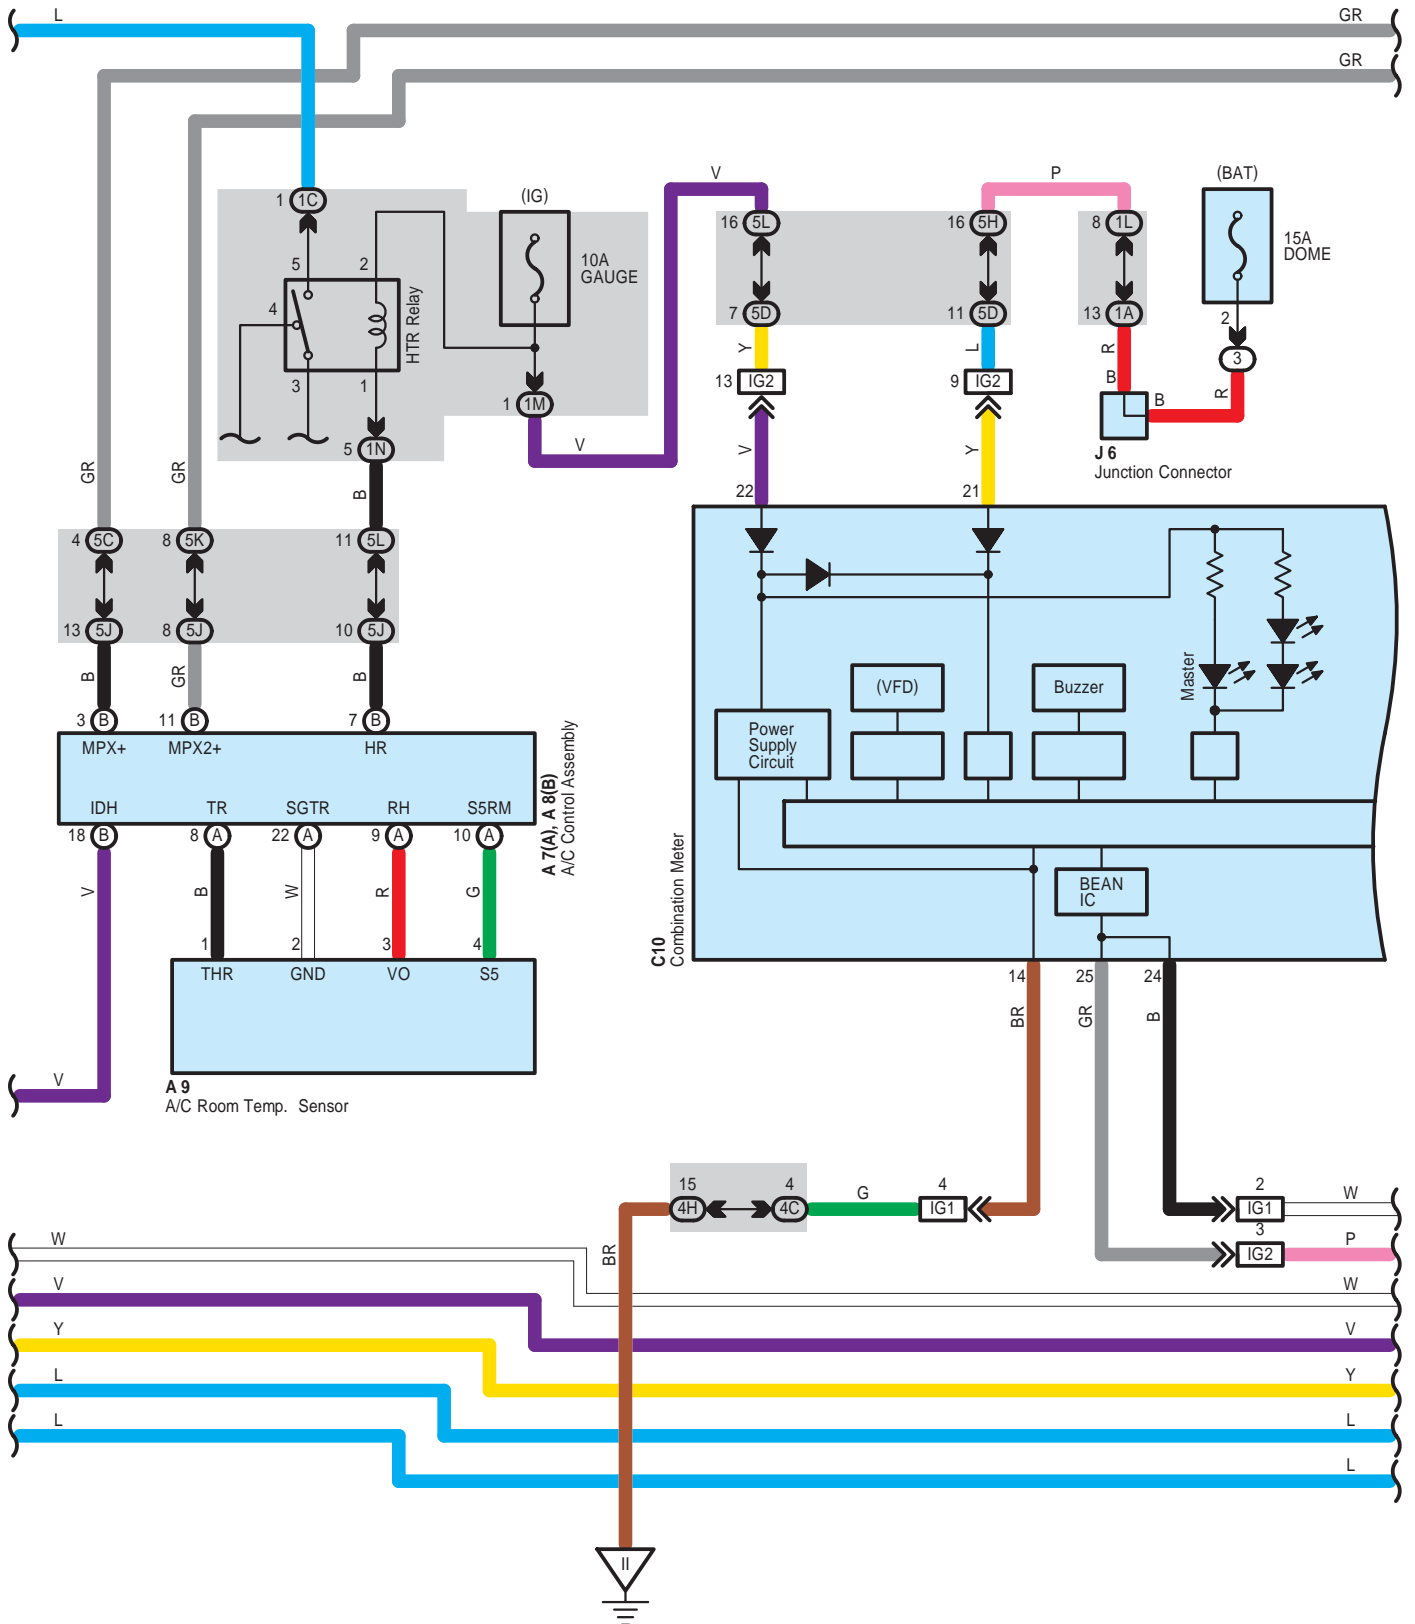 L
GR
GR
V
P
(BAT)
1 1C
(IG)
16 5L
16 5H
8 1L
15A
DOME
5
2
10A
GAUGE
4
HTR Relay
7 5D
11 5D
13 1A
2
3
Y
L
R
3
1
13 IG2
9 IG2
B
R
1 1M
B
V
J 6
Junction Connector
5 1N
GR
GR
B
V
Y
22
21
4 5C
8 5K
11 5L
13 5J
8 5J
10 5J
B
GR
B
Master
(VFD)
Buzzer
3 B
11 B
7 B
MPX+
MPX2+
HR
Power
Supply
Circuit
IDH
TR
SGTR
RH
S5RM
A 7(A), A 8(B)
A/C Control Assembly
18 B
8 A
22 A
9 A
10 A
V
B
W
R
G
BEAN
IC
1
2
3
4
C10
Combination Meter
THR
GND
VO
S5
14
25
24
BR
GR
B
V
A 9
A/C Room Temp. Sensor
15
4
4
2
4H
4C
G
IG1
IG1
W
3
IG2
P
W
BR
W
V
V
Y
Y
L
L
L
L
II